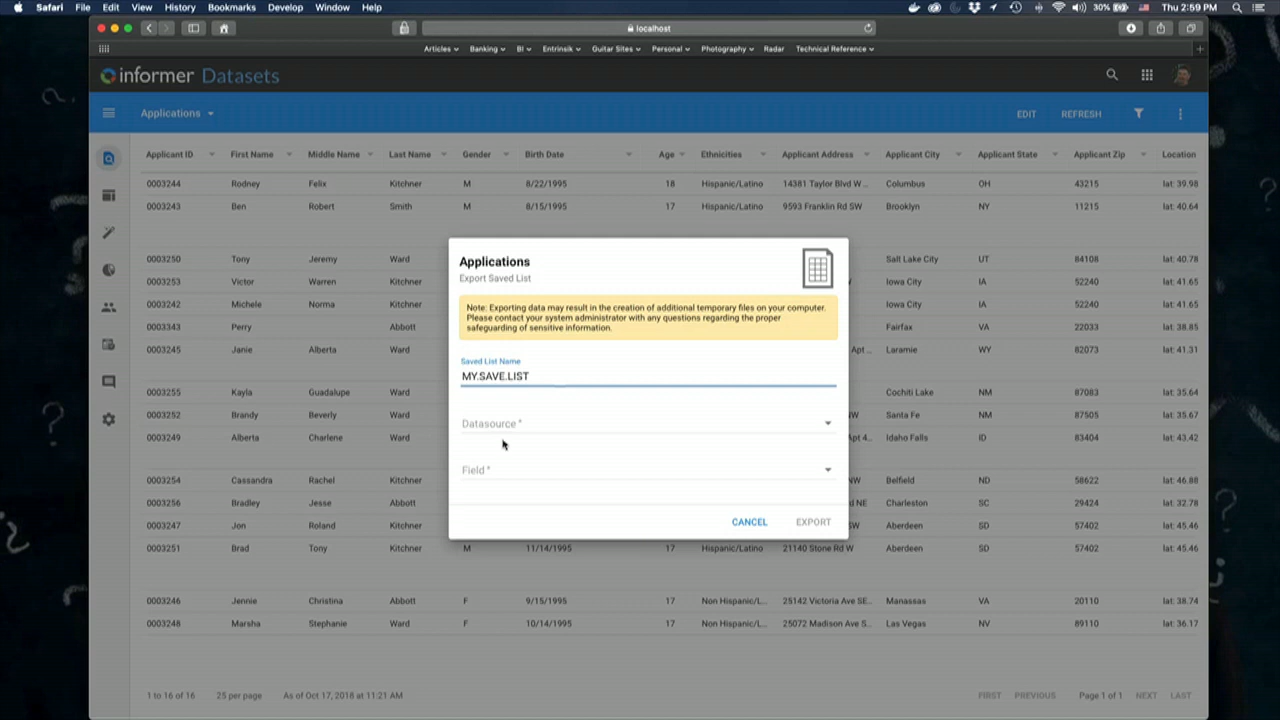 Safari File Edit View History Bookmarks Develop Window Help 30% Thu 2:59 PM
localhost
Articles Banking BI Entrinsik Guitar Sites Personal Photography Radar Technical Reference
informer Datasets
Applications EDIT REFRESH
Applicant ID First Name Middle Name Last Name Gender Birth Date Age Ethnicities Applicant Address Applicant City Applicant State Applicant Zip Location
0003244 Rodney Felix Kitchner M 8/22/1995 18 Hispanic/Latino 14381 Taylor Blvd W... Columbus OH 43215 lat: 39.98
0003243 Ben Robert Smith M 8/15/1995 17 Hispanic/Latino 9593 Franklin Rd SW Brooklyn NY 11215 lat: 40.64
0003250 Tony Jeremy Ward Salt Lake City UT 84108 lat: 40.78
0003253 Victor Warren Kitchner Iowa City IA 52240 lat: 41.65
0003242 Michele Norma Kitchner Iowa City IA 52240 lat: 41.65
0003343 Perry Abbott Fairfax VA 22033 lat: 38.85
0003245 Janie Alberta Ward Apt ... Laramie WY 82073 lat: 41.31
0003255 Kayla Guadalupe Ward Cochiti Lake NM 87083 lat: 35.64
0003252 Brandy Beverly Ward NW Santa Fe NM 87505 lat: 35.67
0003249 Alberta Charlene Ward Apt 4... Idaho Falls ID 83404 lat: 43.42
0003254 Cassandra Rachel Kitchner NW Belfield ND 58622 lat: 46.88
0003256 Bradley Jesse Abbott d NE Charleston SC 29424 lat: 32.78
0003247 Jon Roland Kitchner SW Aberdeen SD 57402 lat: 45.46
0003251 Brad Tony Kitchner M 11/14/1995 17 Hispanic/Latino 21140 Stone Rd W Aberdeen SD 57402 lat: 45.46
0003246 Jennie Christina Abbott F 9/15/1995 17 Non Hispanic/L... 25142 Victoria Ave SE... Manassas VA 20110 lat: 38.74
0003248 Marsha Stephanie Ward F 10/14/1995 17 Non Hispanic/L... 25072 Madison Ave S... Las Vegas NV 89110 lat: 36.17
Applications
Export Saved List
Note: Exporting data may result in the creation of additional temporary files on your computer.
Please contact your system administrator with any questions regarding the proper
safeguarding of sensitive information.
Saved List Name
MY.SAVE.LIST
Datasource *
Field *
CANCEL EXPORT
1 to 16 of 16 25 per page As of Oct 17, 2018 at 11:21 AM FIRST PREVIOUS Page 1 of 1 NEXT LAST